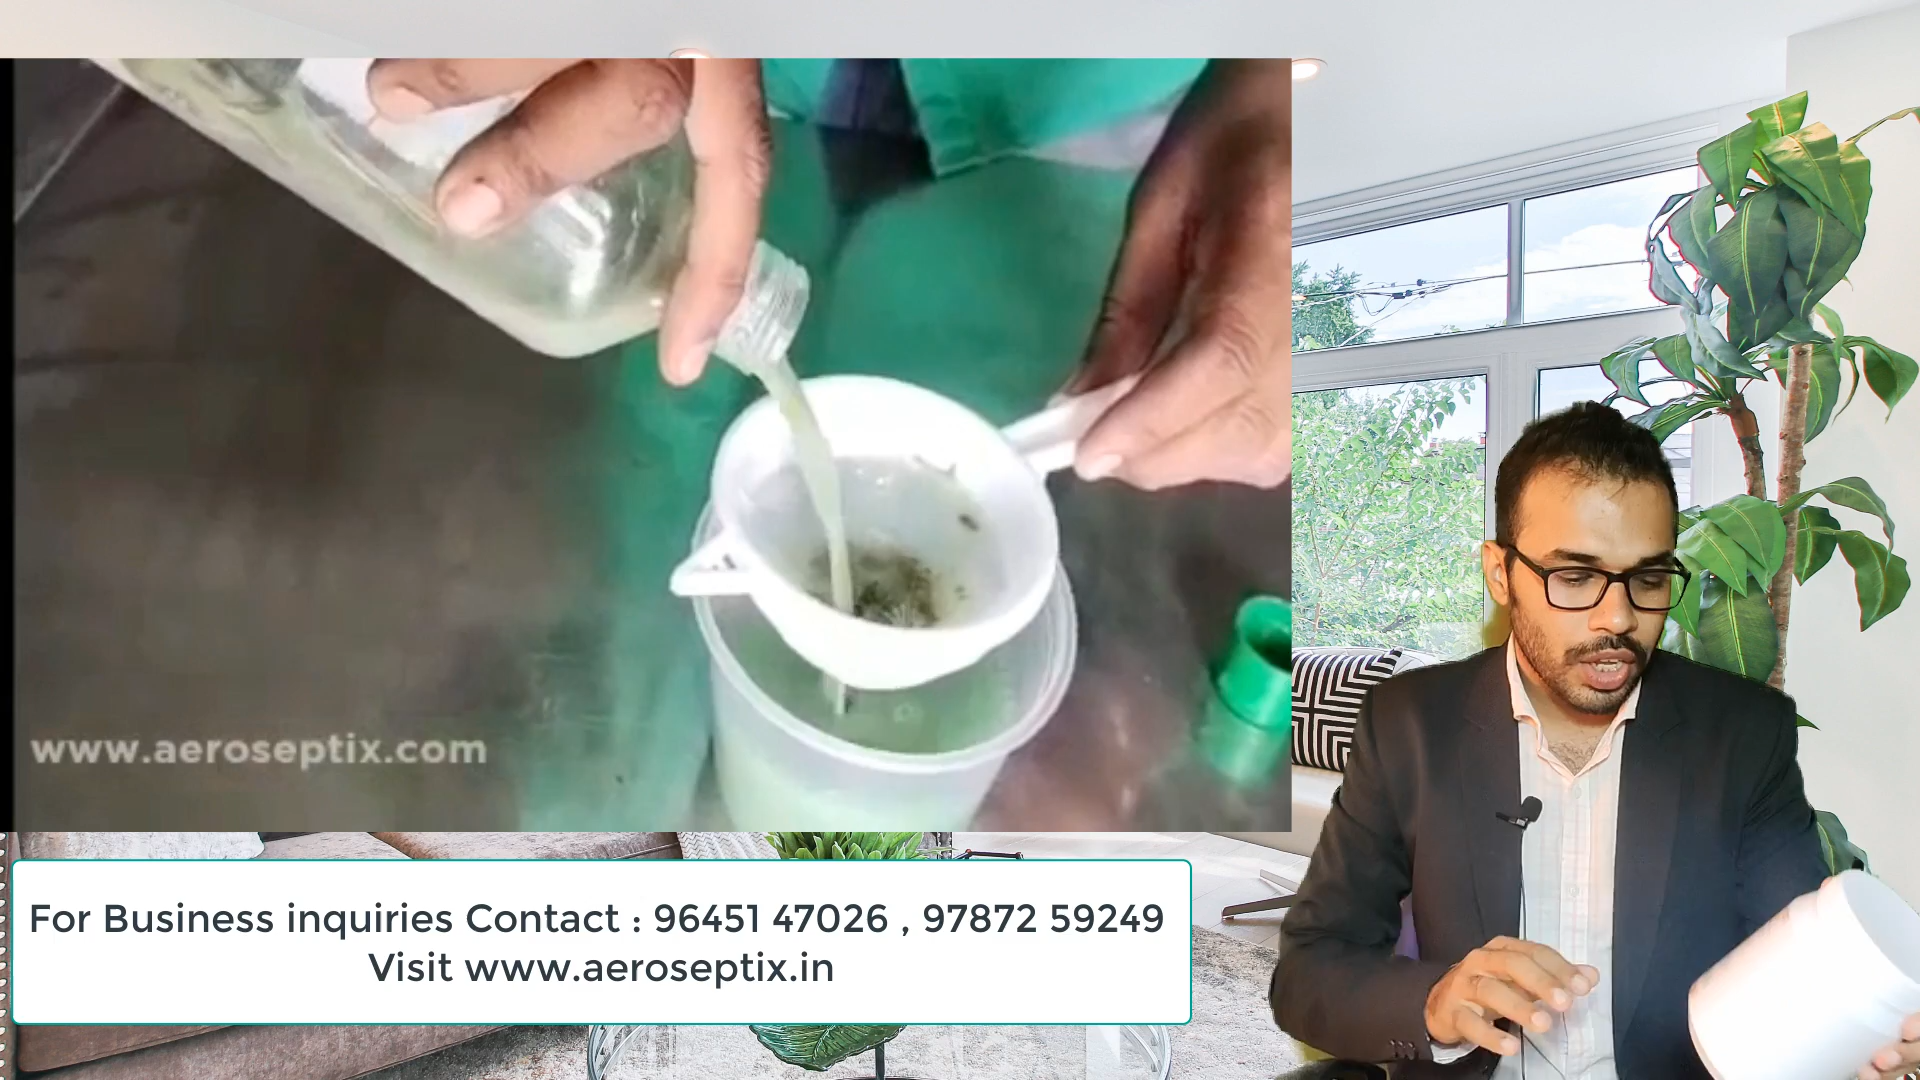 www.aeroseptix.com
For Business inquiries Contact : 96451 47026 , 97872 59249
Visit www.aeroseptix.in